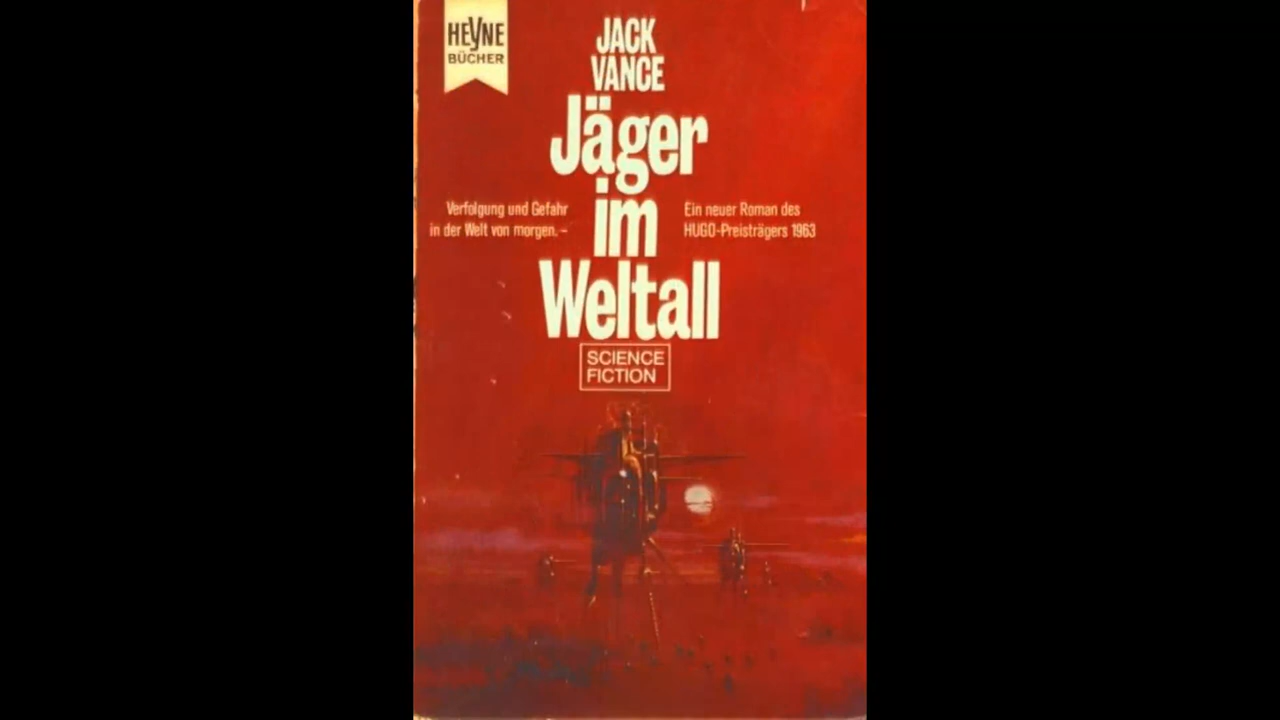 HEYNE
BÜCHER
JACK
VANCE
Jäger
im
Weltall
Verfolgung und Gefahr
in der Welt von morgen. –
Ein neuer Roman des
HUGO-Preisträgers 1963
SCIENCE
FICTION